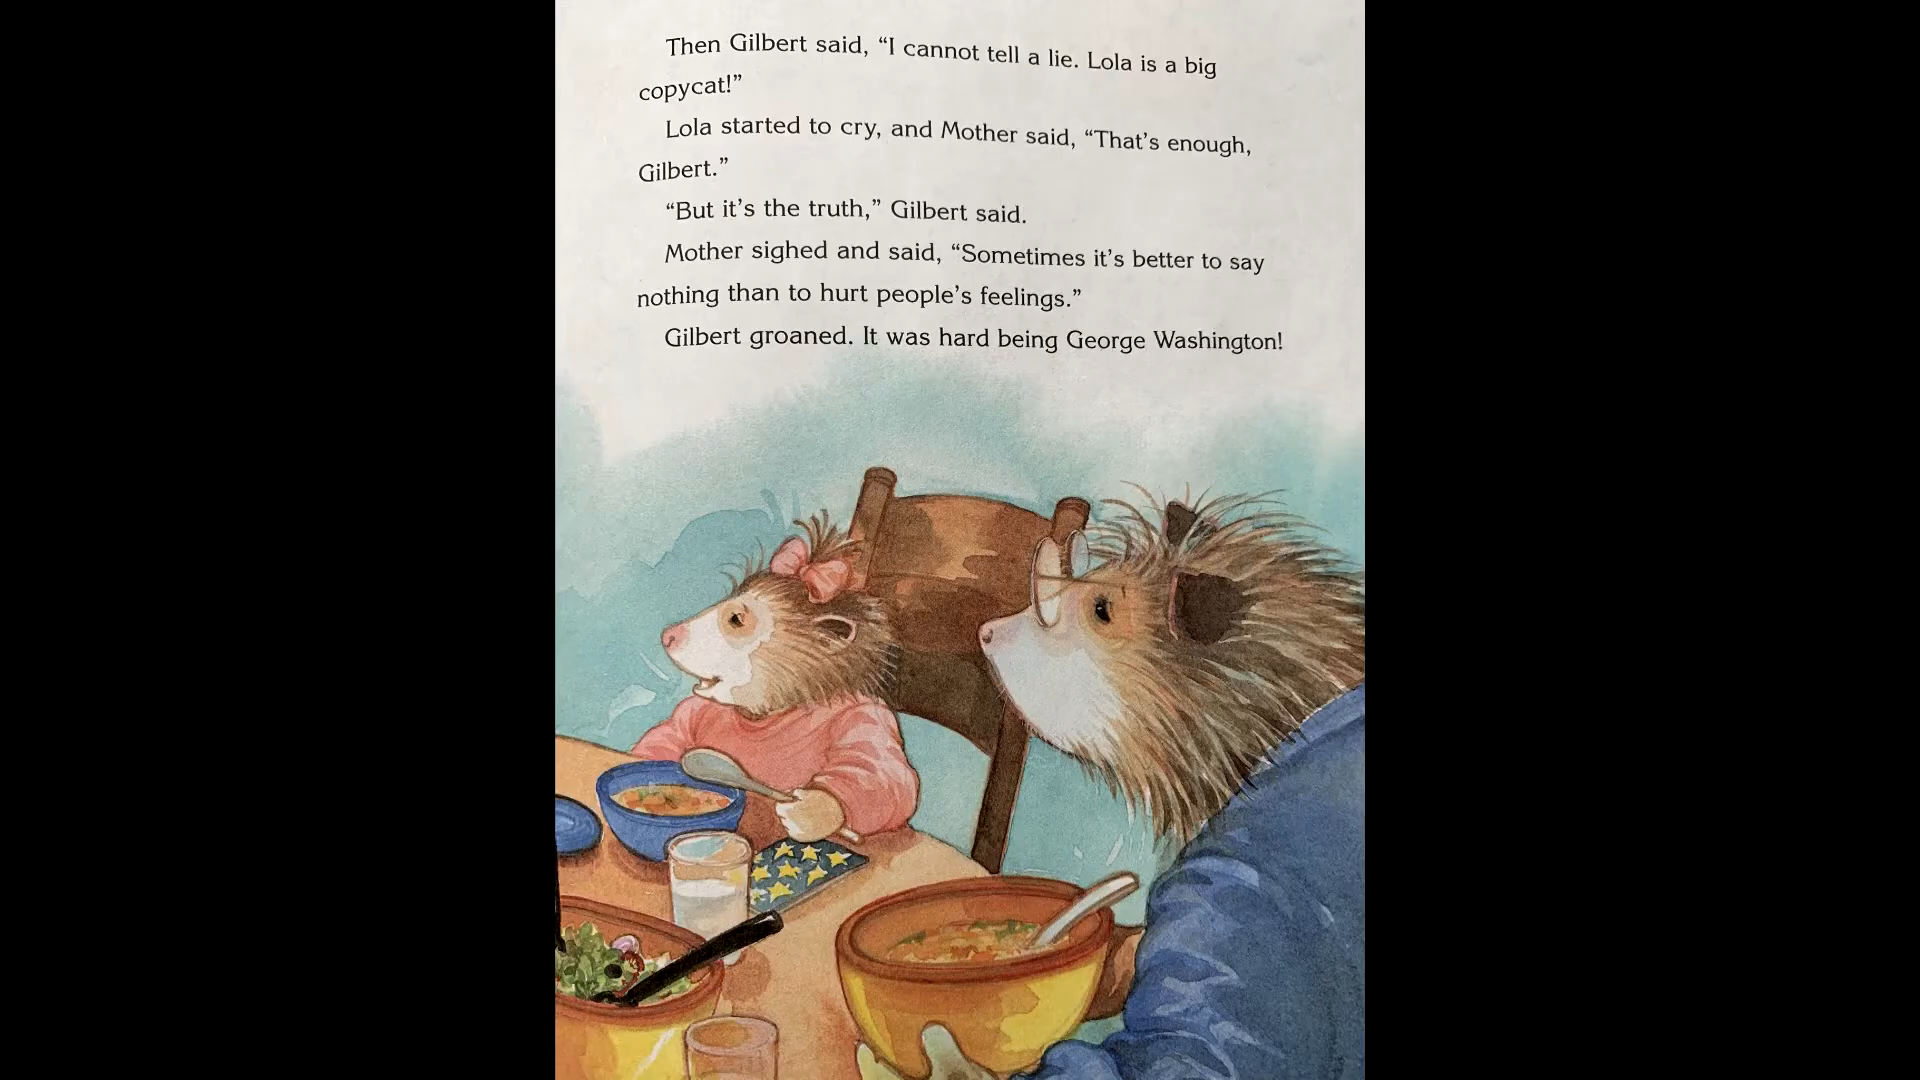 Then Gilbert said, “I cannot tell a lie. Lola is a big
copycat!”
Lola started to cry, and Mother said, “That’s enough,
Gilbert.”
“But it’s the truth,” Gilbert said.
Mother sighed and said, “Sometimes it’s better to say
nothing than to hurt people’s feelings.”
Gilbert groaned. It was hard being George Washington!